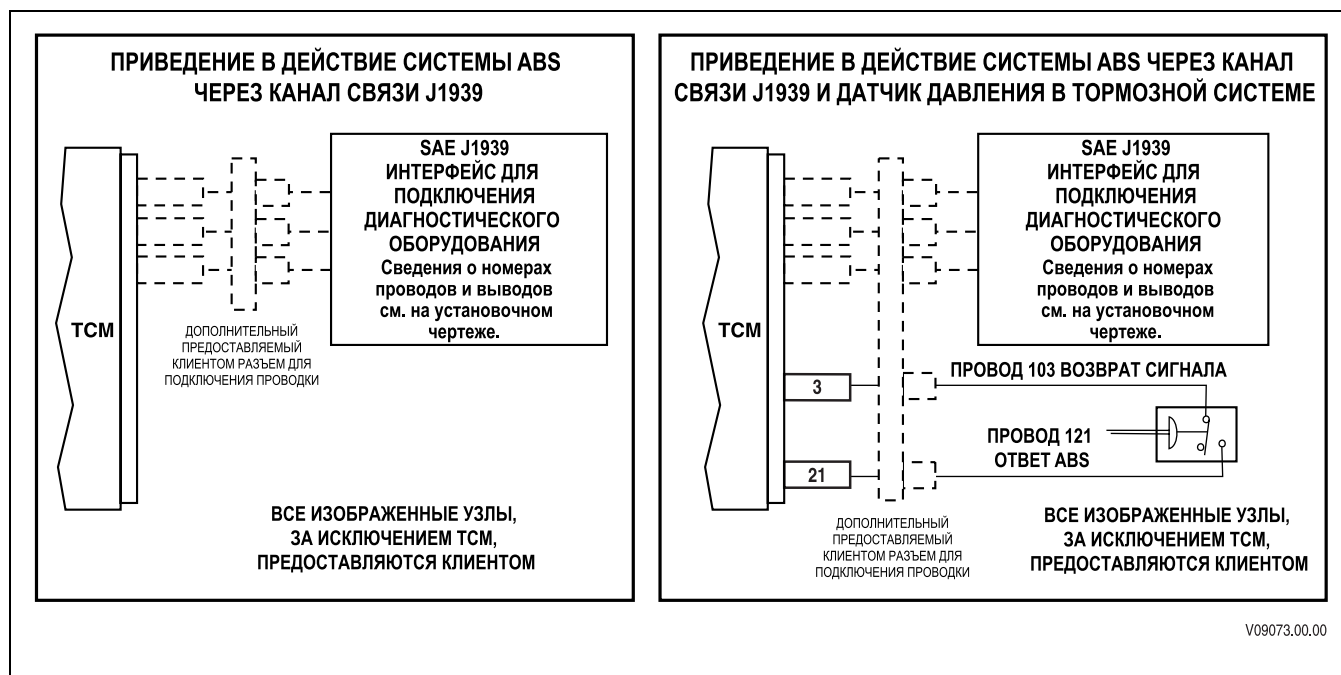 ПРИВЕДЕНИЕ В ДЕЙСТВИЕ СИСТЕМЫ ABS
ЧЕРЕЗ КАНАЛ СВЯЗИ J1939
SAE J1939
ИНТЕРФЕЙС ДЛЯ
ПОДКЛЮЧЕНИЯ
ДИАГНОСТИЧЕСКОГО
ОБОРУДОВАНИЯ
Сведения о номерах
проводов и выводов
см. на установочном
чертеже.
TCM
ДОПОЛНИТЕЛЬНЫЙ
ПРЕДОСТАВЛЯЕМЫЙ
КЛИЕНТОМ РАЗЪЕМ ДЛЯ
ПОДКЛЮЧЕНИЯ ПРОВОДКИ
ВСЕ ИЗОБРАЖЕННЫЕ УЗЛЫ,
ЗА ИСКЛЮЧЕНИЕМ TCM,
ПРЕДОСТАВЛЯЮТСЯ КЛИЕНТОМ
ПРИВЕДЕНИЕ В ДЕЙСТВИЕ СИСТЕМЫ ABS ЧЕРЕЗ КАНАЛ
СВЯЗИ J1939 И ДАТЧИК ДАВЛЕНИЯ В ТОРМОЗНОЙ СИСТЕМЕ
SAE J1939
ИНТЕРФЕЙС ДЛЯ
ПОДКЛЮЧЕНИЯ
ДИАГНОСТИЧЕСКОГО
ОБОРУДОВАНИЯ
Сведения о номерах
проводов и выводов
см. на установочном
чертеже.
TCM
3
ПРОВОД 103 ВОЗВРАТ СИГНАЛА
ПРОВОД 121
ОТВЕТ ABS
21
ДОПОЛНИТЕЛЬНЫЙ
ПРЕДОСТАВЛЯЕМЫЙ
КЛИЕНТОМ РАЗЪЕМ ДЛЯ
ПОДКЛЮЧЕНИЯ ПРОВОДКИ
ВСЕ ИЗОБРАЖЕННЫЕ УЗЛЫ,
ЗА ИСКЛЮЧЕНИЕМ TCM,
ПРЕДОСТАВЛЯЮТСЯ КЛИЕНТОМ
V09073.00.00